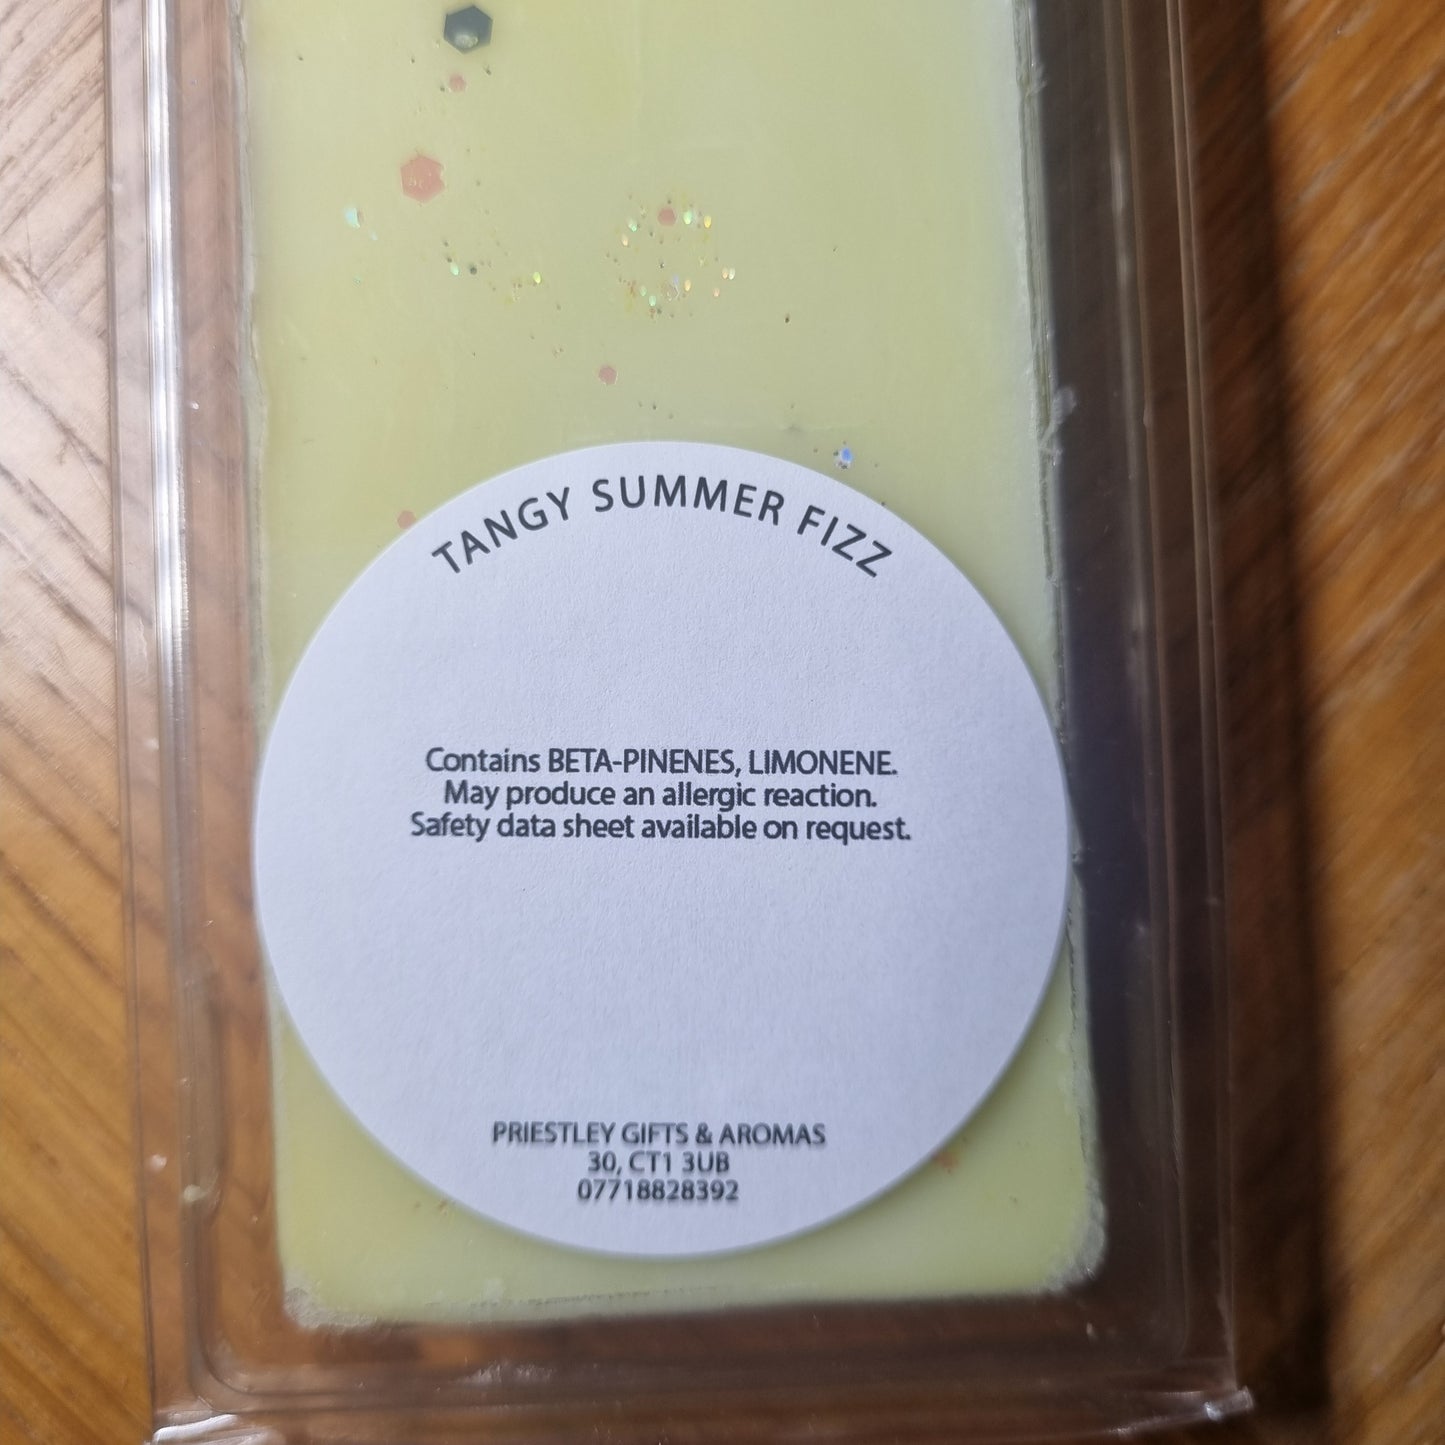 TANGY SUMMER FIZZ
Contains BETA-PINENES, LIMONENE.
May produce an allergic reaction.
Safety data sheet available on request.
PRIESTLEY GIFTS & AROMAS
30, CT1 3UB
07718828392